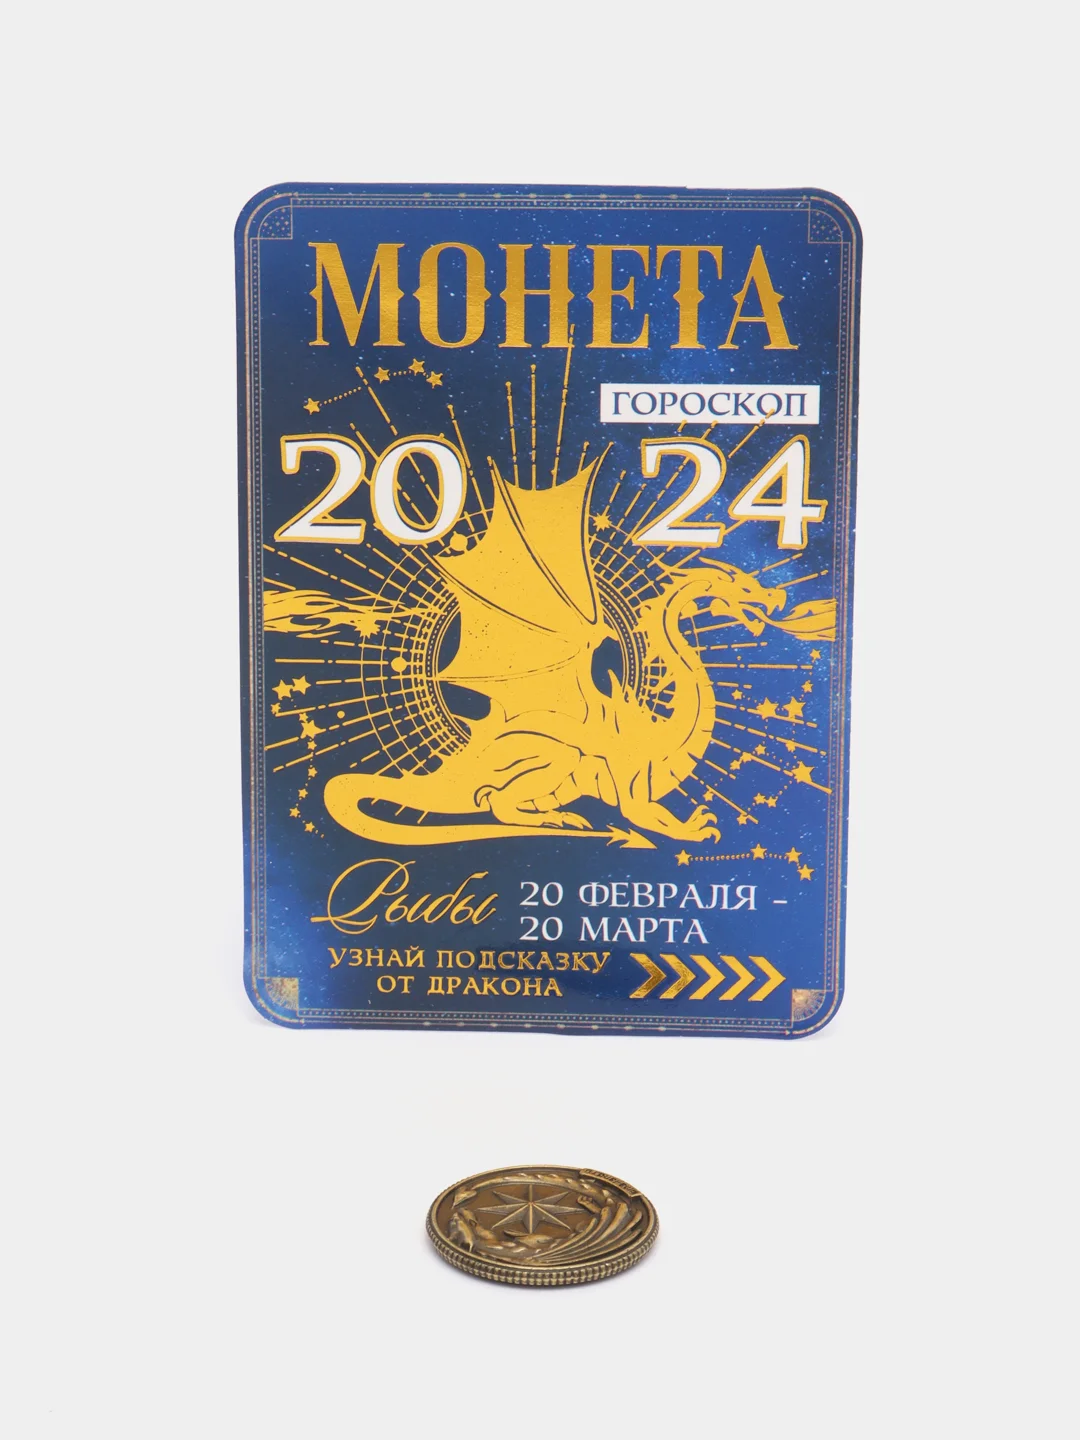 МОНЕТА
ГОРОСКОП
20 24
Рыбы 20 ФЕВРАЛЯ -
20 МАРТА
УЗНАЙ ПОДСКАЗКУ
ОТ ДРАКОНА